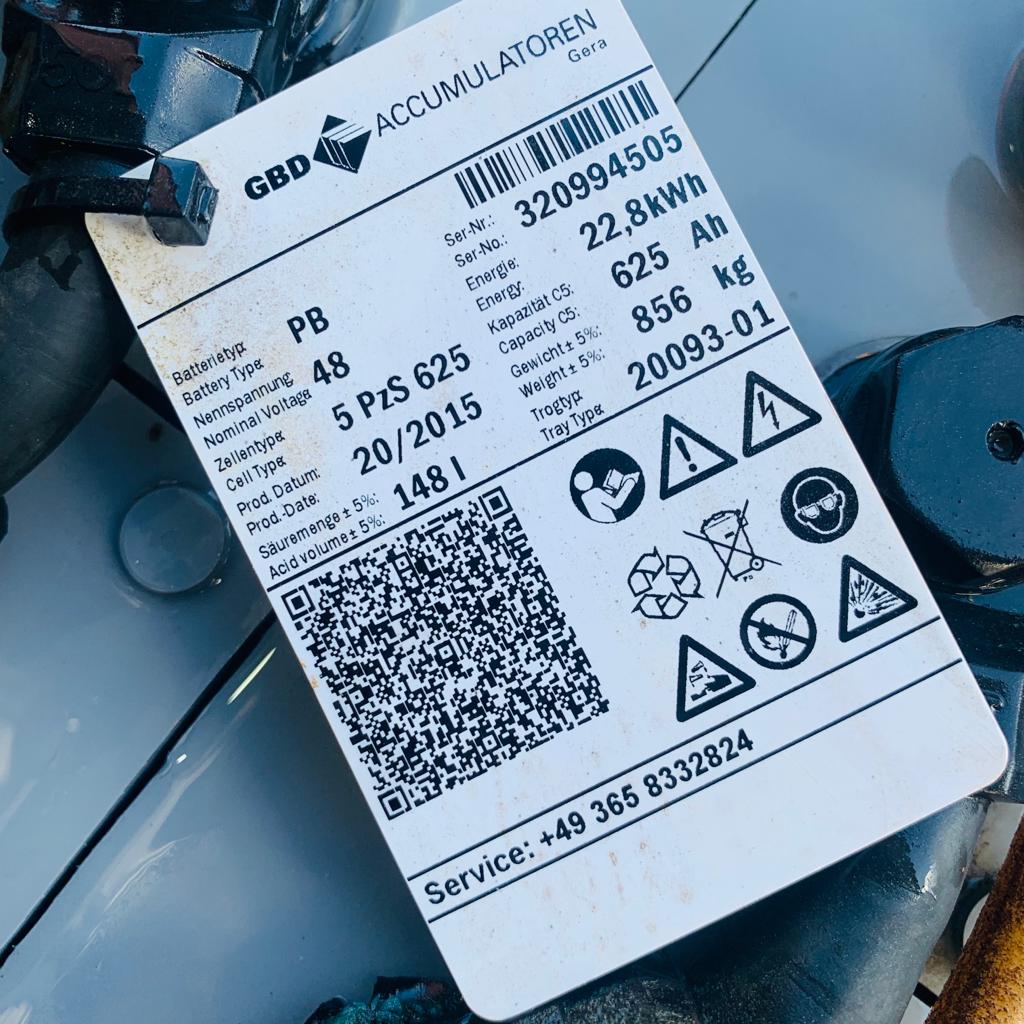 GBD ACCUMULATOREN
Gera
Ser-Nr.: 320994505
Ser-No.:
Energie: 22,8kWh
Energy:
Kapazität C5: 625 Ah
Capacity C5:
Gewicht ± 5%: 856 kg
Weight ± 5%:
Trogtyp: 20093-01
Tray Type:
Batterietyp: PB
Battery Type:
Nennspannung: 48
Nominal Voltage:
Zellentype: 5 PzS 625
Cell Type:
Prod. Datum: 20/2015
Prod. Date:
Säuremenge ± 5%: 148 l
Acid volume ± 5%:
Pb
Service: +49 365 8332824